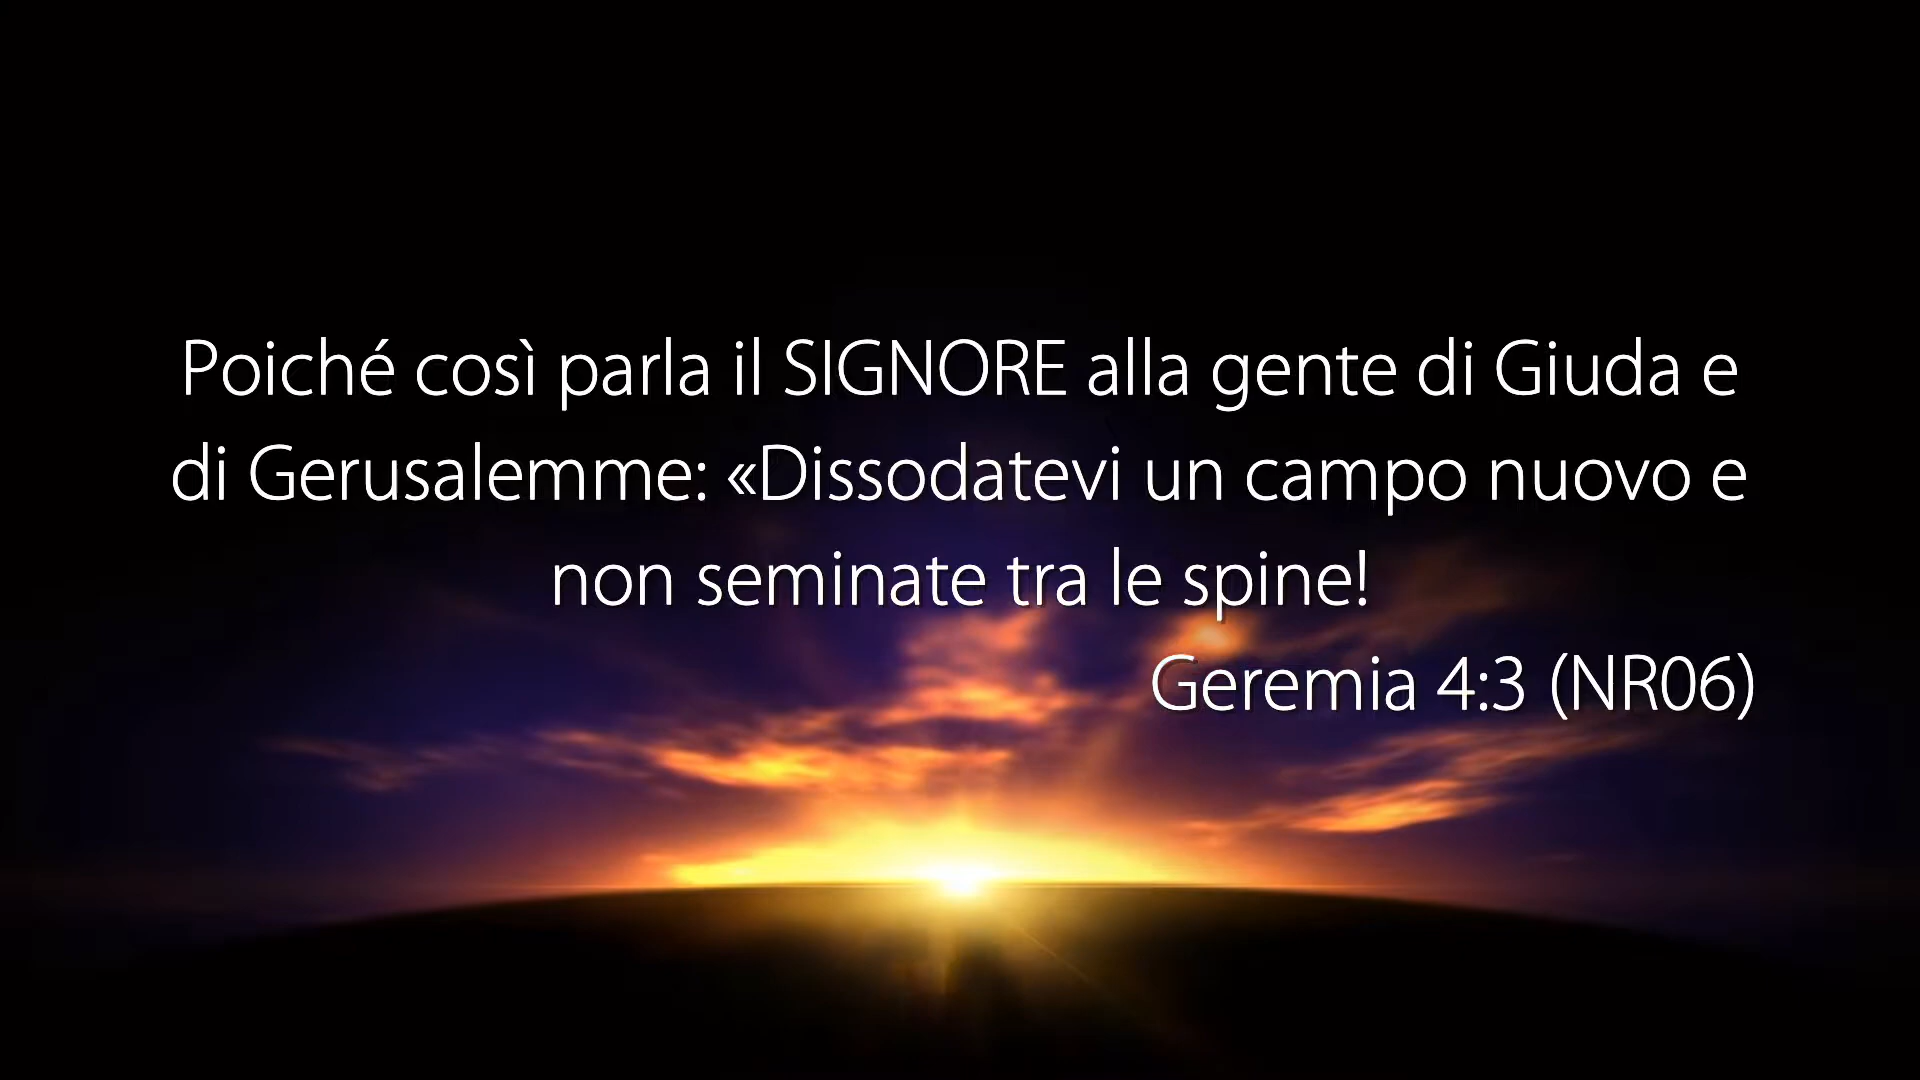 Poiché così parla il SIGNORE alla gente di Giuda e
di Gerusalemme: «Dissodatevi un campo nuovo e
non seminate tra le spine!
Geremia 4:3 (NR06)